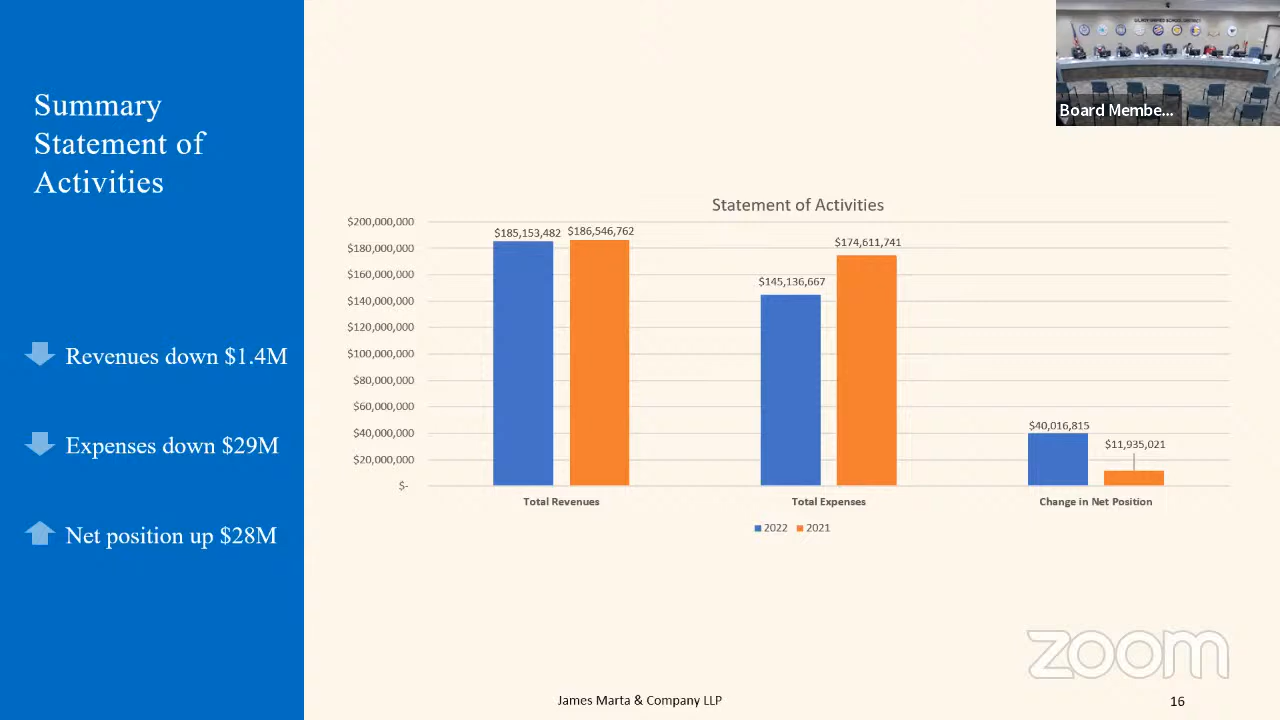 Summary
Statement of
Activities
Revenues down $1.4M
Expenses down $29M
Net position up $28M
UNIFIED SCHOOL DISTRICT
Board Membe...
Statement of Activities
$200,000,000
$180,000,000
$160,000,000
$140,000,000
$120,000,000
$100,000,000
$80,000,000
$60,000,000
$40,000,000
$20,000,000
$-
$185,153,482 $186,546,762
$145,136,667
$174,611,741
$40,016,815
$11,935,021
Total Revenues
Total Expenses
Change in Net Position
2022 2021
zoom
James Marta & Company LLP
16